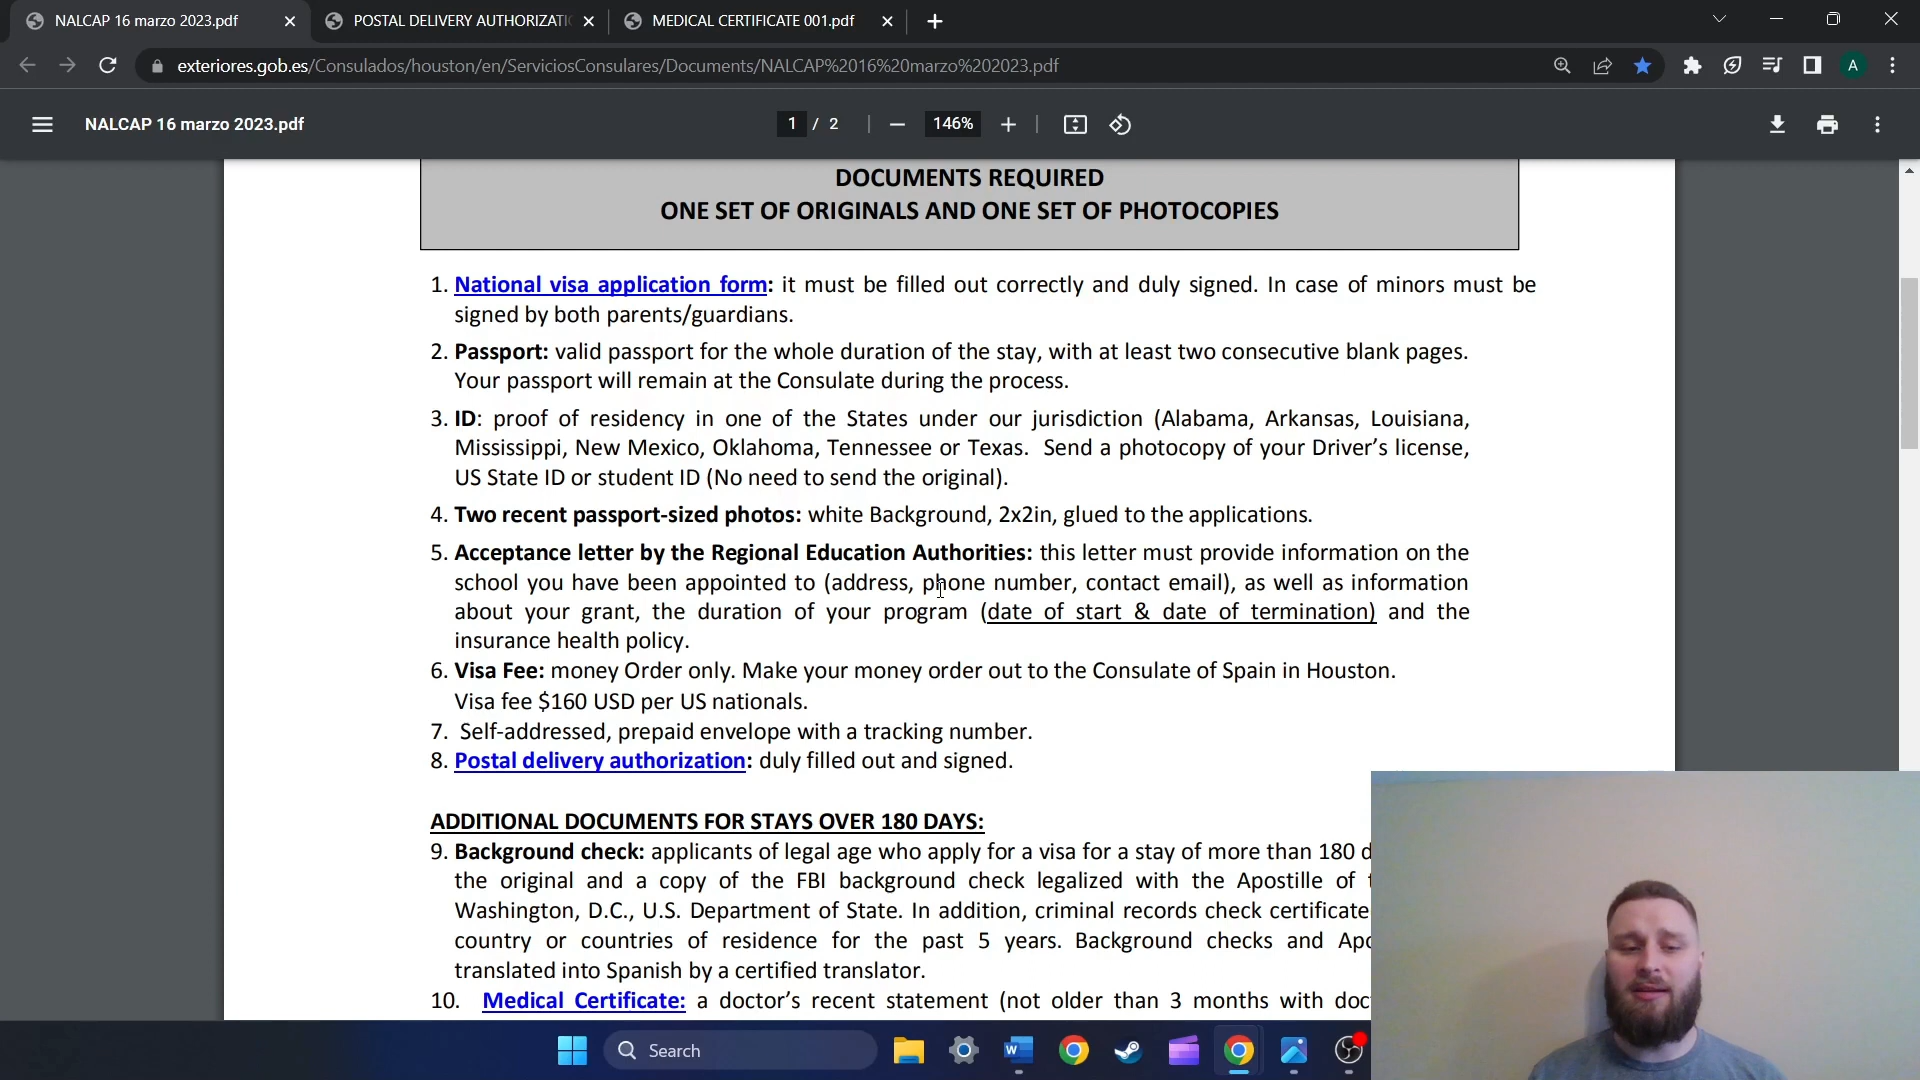 NALCAP 16 marzo 2023.pdf
POSTAL DELIVERY AUTHORIZATI
MEDICAL CERTIFICATE 001.pdf
exteriores.gob.es/Consulados/houston/en/ServiciosConsulares/Documents/NALCAP%2016%20marzo%202023.pdf
A
NALCAP 16 marzo 2023.pdf
1 / 2
146%
DOCUMENTS REQUIRED
ONE SET OF ORIGINALS AND ONE SET OF PHOTOCOPIES
1. National visa application form: it must be filled out correctly and duly signed. In case of minors must be
signed by both parents/guardians.
2. Passport: valid passport for the whole duration of the stay, with at least two consecutive blank pages.
Your passport will remain at the Consulate during the process.
3. ID: proof of residency in one of the States under our jurisdiction (Alabama, Arkansas, Louisiana,
Mississippi, New Mexico, Oklahoma, Tennessee or Texas. Send a photocopy of your Driver's license,
US State ID or student ID (No need to send the original).
4. Two recent passport-sized photos: white Background, 2x2in, glued to the applications.
5. Acceptance letter by the Regional Education Authorities: this letter must provide information on the
school you have been appointed to (address, phone number, contact email), as well as information
about your grant, the duration of your program (date of start & date of termination) and the
insurance health policy.
6. Visa Fee: money Order only. Make your money order out to the Consulate of Spain in Houston.
Visa fee $160 USD per US nationals.
7. Self-addressed, prepaid envelope with a tracking number.
8. Postal delivery authorization: duly filled out and signed.
ADDITIONAL DOCUMENTS FOR STAYS OVER 180 DAYS:
9. Background check: applicants of legal age who apply for a visa for a stay of more than 180 d
the original and a copy of the FBI background check legalized with the Apostille of
Washington, D.C., U.S. Department of State. In addition, criminal records check certificate
country or countries of residence for the past 5 years. Background checks and Apo
translated into Spanish by a certified translator.
10. Medical Certificate: a doctor's recent statement (not older than 3 months with doc
Search